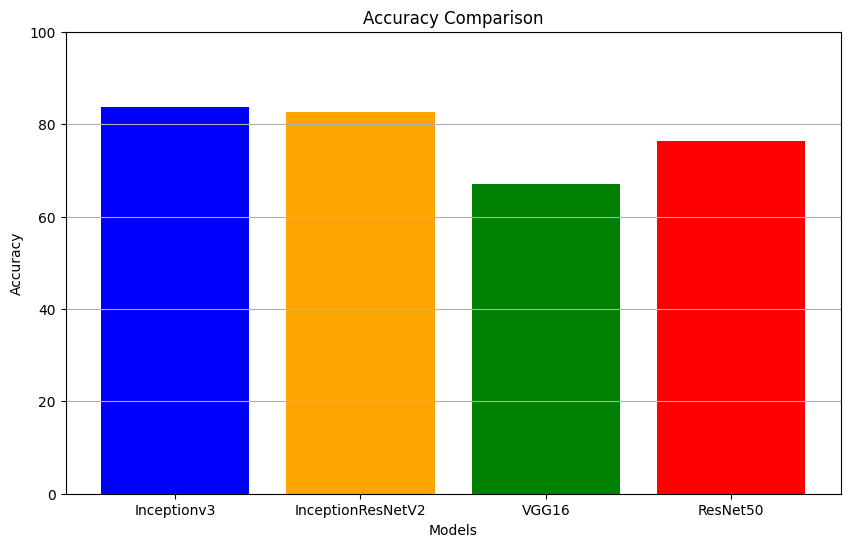 Accuracy Comparison
100
80
60
40
20
0
Accuracy
Inceptionv3
InceptionResNetV2
VGG16
ResNet50
Models